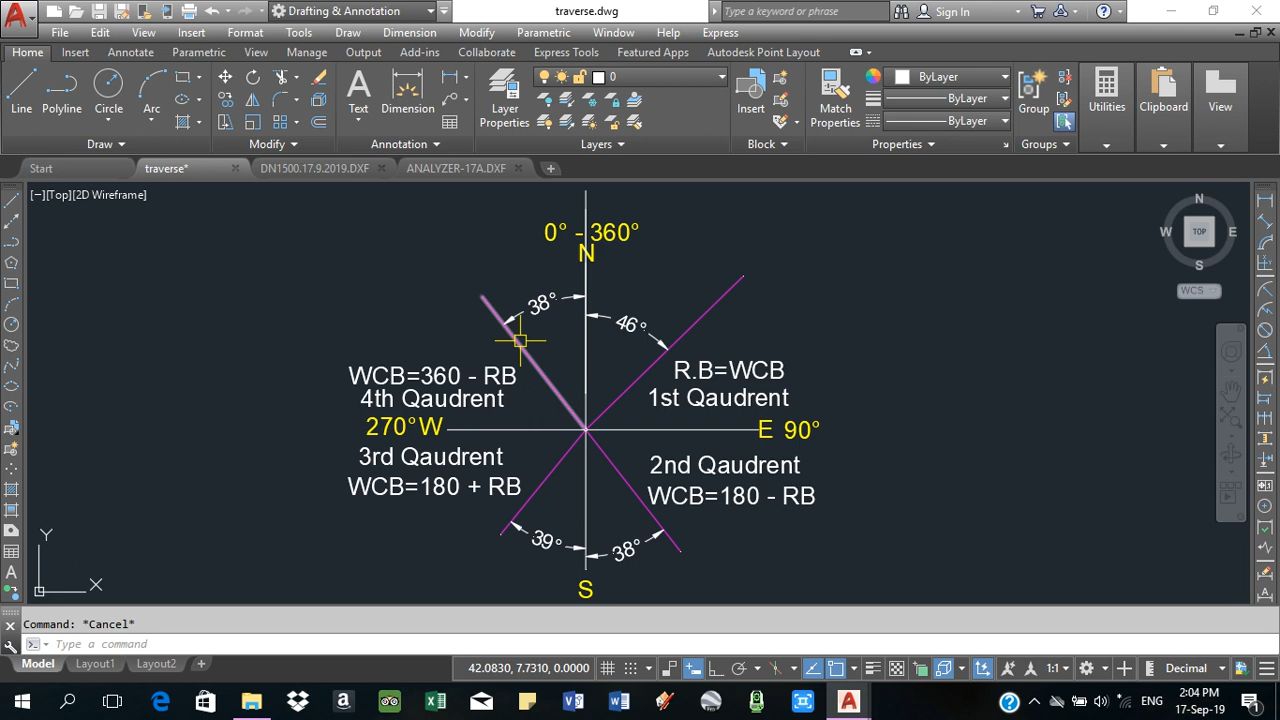 Drafting & Annotation
traverse.dwg
Type a keyword or phrase
Sign In
File Edit View Insert Format Tools Draw Dimension Modify Parametric Window Help Express
Home Insert Annotate Parametric View Manage Output Add-ins Collaborate Express Tools Featured Apps Autodesk Point Layout
0
ByLayer
ByLayer
ByLayer
Line Polyline Circle Arc
Text Dimension
Layer Properties
Insert
Match Properties
Group
Utilities
Clipboard
View
Draw Modify Annotation Layers Block Properties Groups
Start traverse* DN1500.17.9.2019.DXF ANALYZER-17A.DXF
[−][Top][2D Wireframe]
N
W TOP E
S
WCS
0° - 360°
N
38°
46°
WCB=360 - RB
4th Qaudrent
R.B=WCB
1st Qaudrent
270° W
E 90°
3rd Qaudrent
WCB=180 + RB
2nd Qaudrent
WCB=180 - RB
39°
38°
S
Y
X
Command: *Cancel*
Type a command
Model Layout1 Layout2
42.0830, 7.7310, 0.0000
1:1
Decimal
ENG
2:04 PM
17-Sep-19